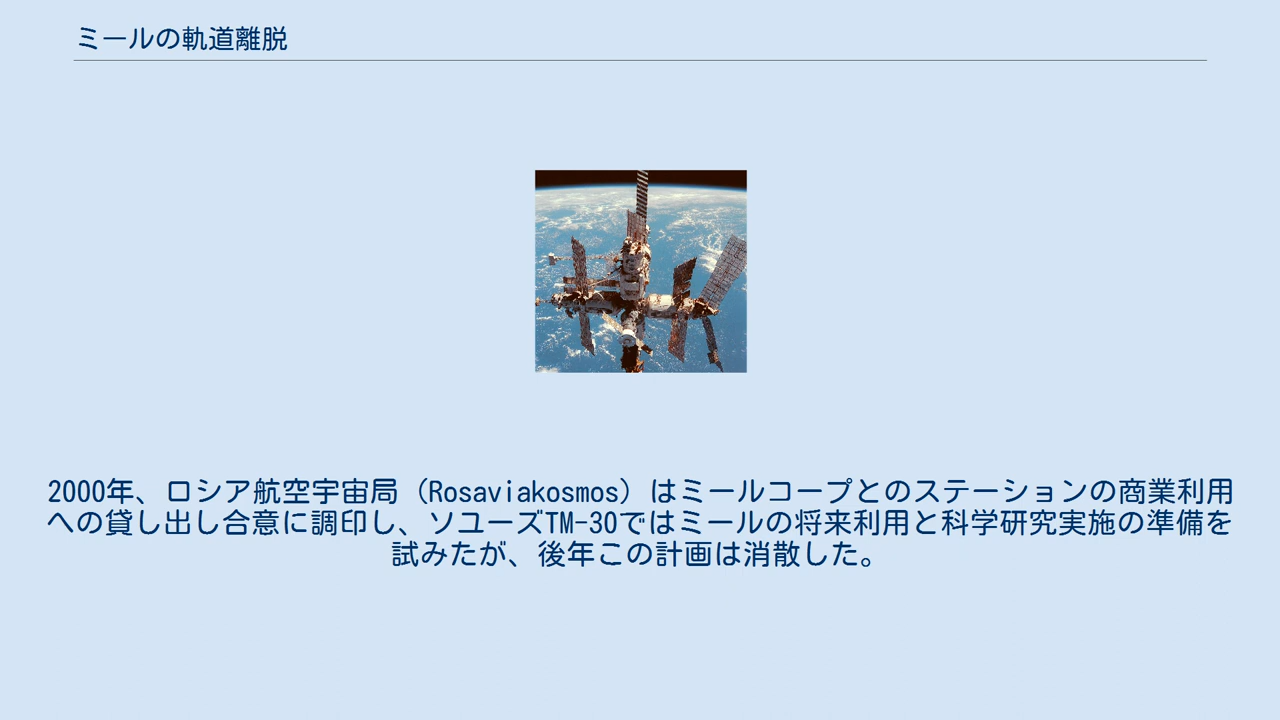 ミールの軌道離脱
2000年、ロシア航空宇宙局（Rosaviakosmos）はミールコープとのステーションの商業利用
への貸し出し合意に調印し、ソユーズTM-30ではミールの将来利用と科学研究実施の準備を
試みたが、後年この計画は消散した。